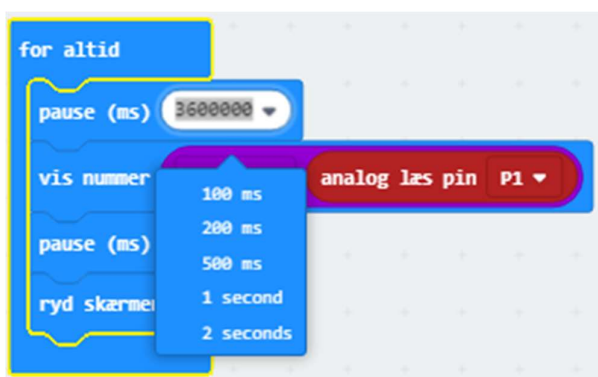 for altid
pause (ms) 3600000
vis nummer analog læs pin P1
100 ms
200 ms
pause (ms)
500 ms
ryd skærme
1 second
2 seconds